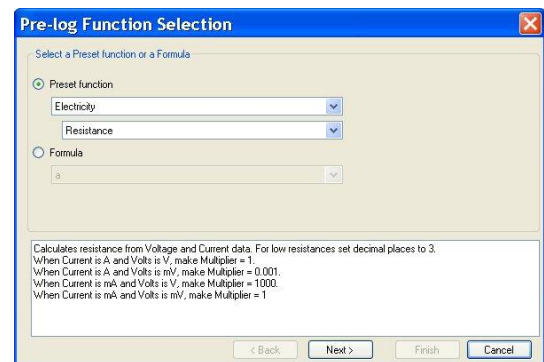 Pre-log Function Selection
Select a Preset function or a Formula
Preset function
Electricity
Resistance
Formula
a
Calculates resistance from Voltage and Current data. For low resistances set decimal places to 3.
When Current is A and Volts is V, make Multiplier = 1.
When Current is A and Volts is mV, make Multiplier = 0.001.
When Current is mA and Volts is V, make Multiplier = 1000.
When Current is mA and Volts is mV, make Multiplier = 1
< Back Next > Finish Cancel